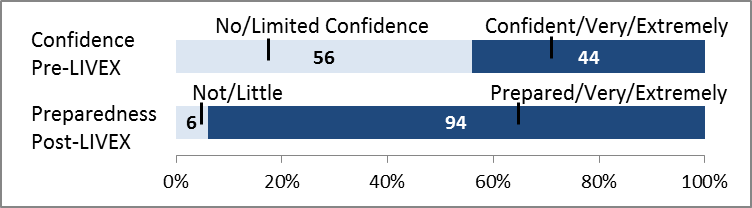 No/Limited Confidence Confident/Very/Extremely
Confidence
Pre-LIVEX
56 44
Not/Little Prepared/Very/Extremely
Preparedness
Post-LIVEX
6 94
0% 20% 40% 60% 80% 100%